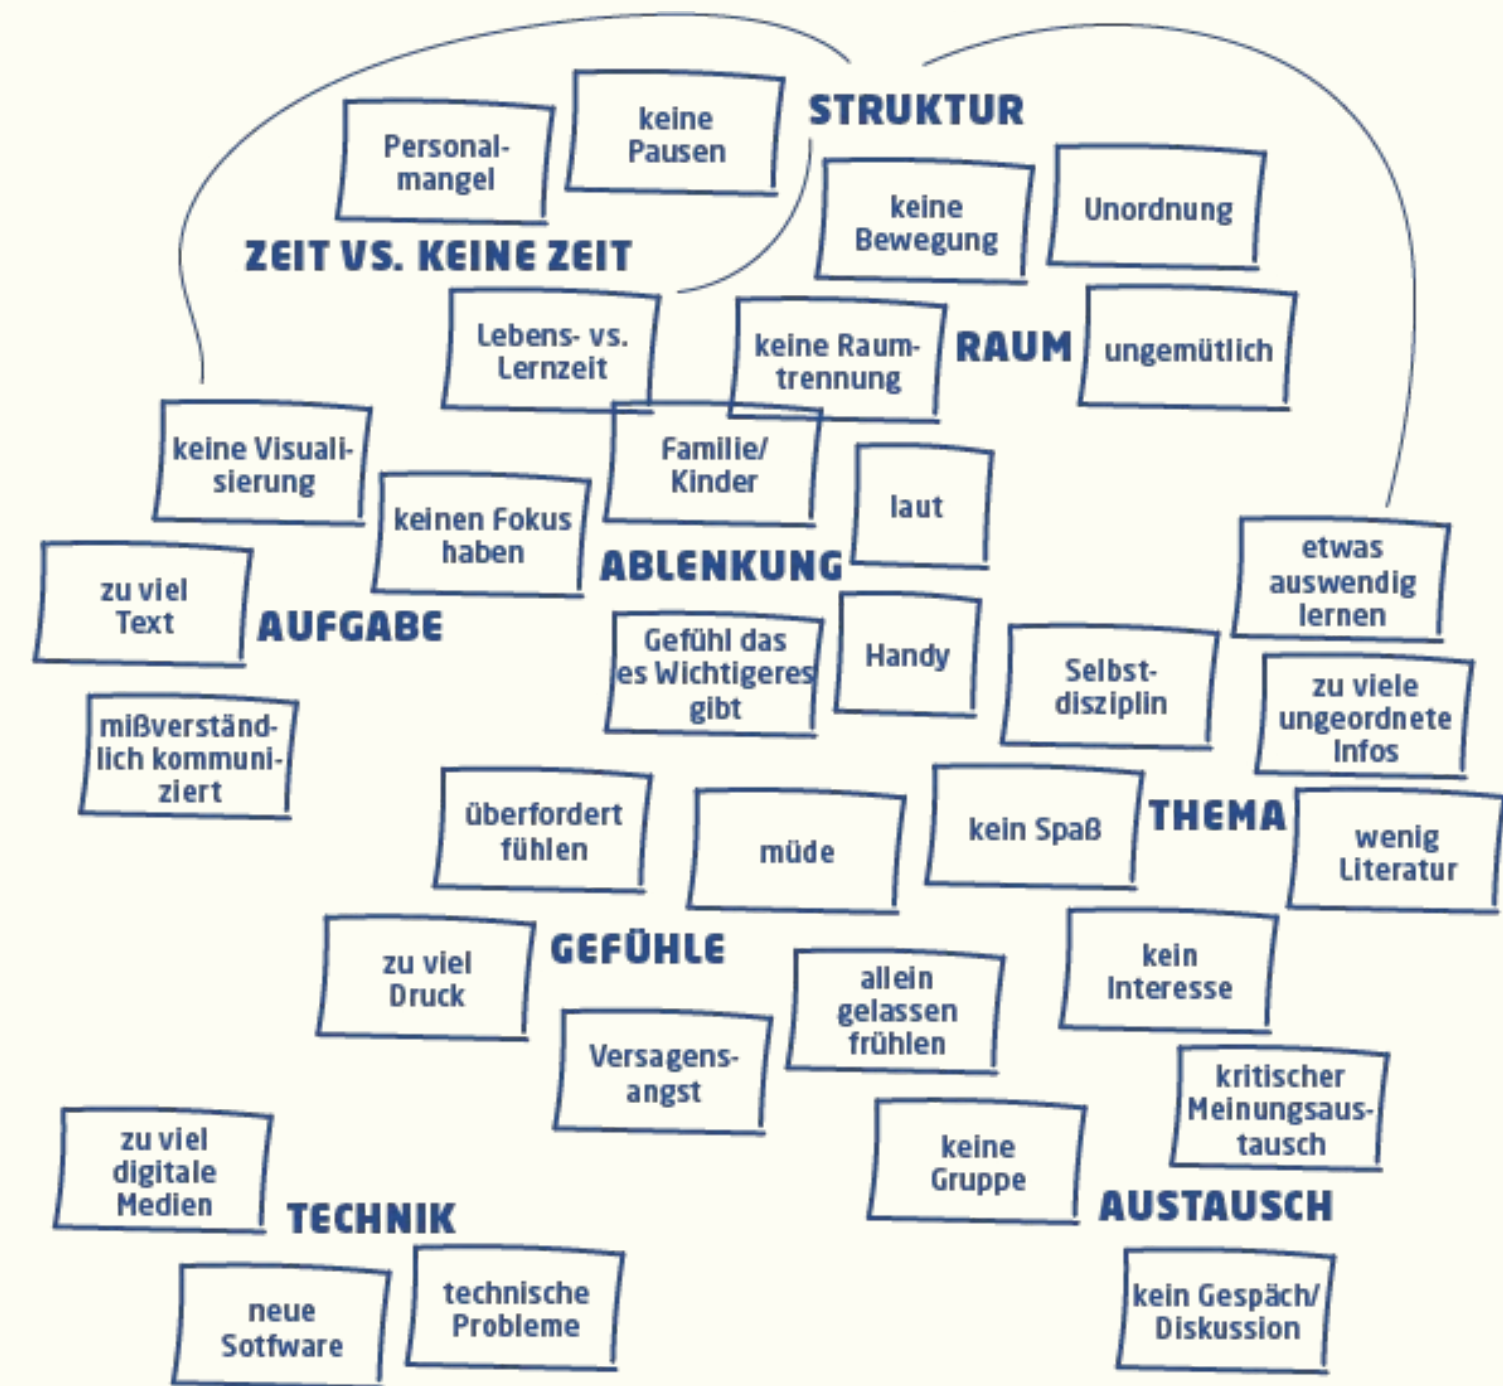 STRUKTUR
keine
Pausen
Personal-
mangel
ZEIT VS. KEINE ZEIT
Lebens- vs.
Lernzeit
keine
Bewegung
Unordnung
keine Raum-
trennung
RAUM
ungemütlich
keine Visuali-
sierung
keinen Fokus
haben
Familie/
Kinder
laut
ABLENKUNG
zu viel
Text
AUFGABE
mißverständ-
lich kommuni-
ziert
Gefühl das
es Wichtigeres
gibt
Handy
Selbst-
disziplin
etwas
auswendig
lernen
zu viele
ungeordnete
Infos
kein Spaß
THEMA
wenig
Literatur
kein
Interesse
überfordert
fühlen
müde
zu viel
Druck
GEFÜHLE
Versagens-
angst
allein
gelassen
frühlen
kritischer
Meinungsaus-
tausch
keine
Gruppe
AUSTAUSCH
kein Gespäch/
Diskussion
zu viel
digitale
Medien
TECHNIK
neue
Sotfware
technische
Probleme